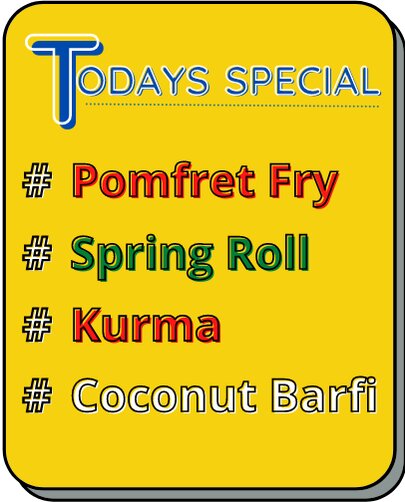 TODAYS SPECIAL
# Pomfret Fry
# Spring Roll
# Kurma
# Coconut Barfi